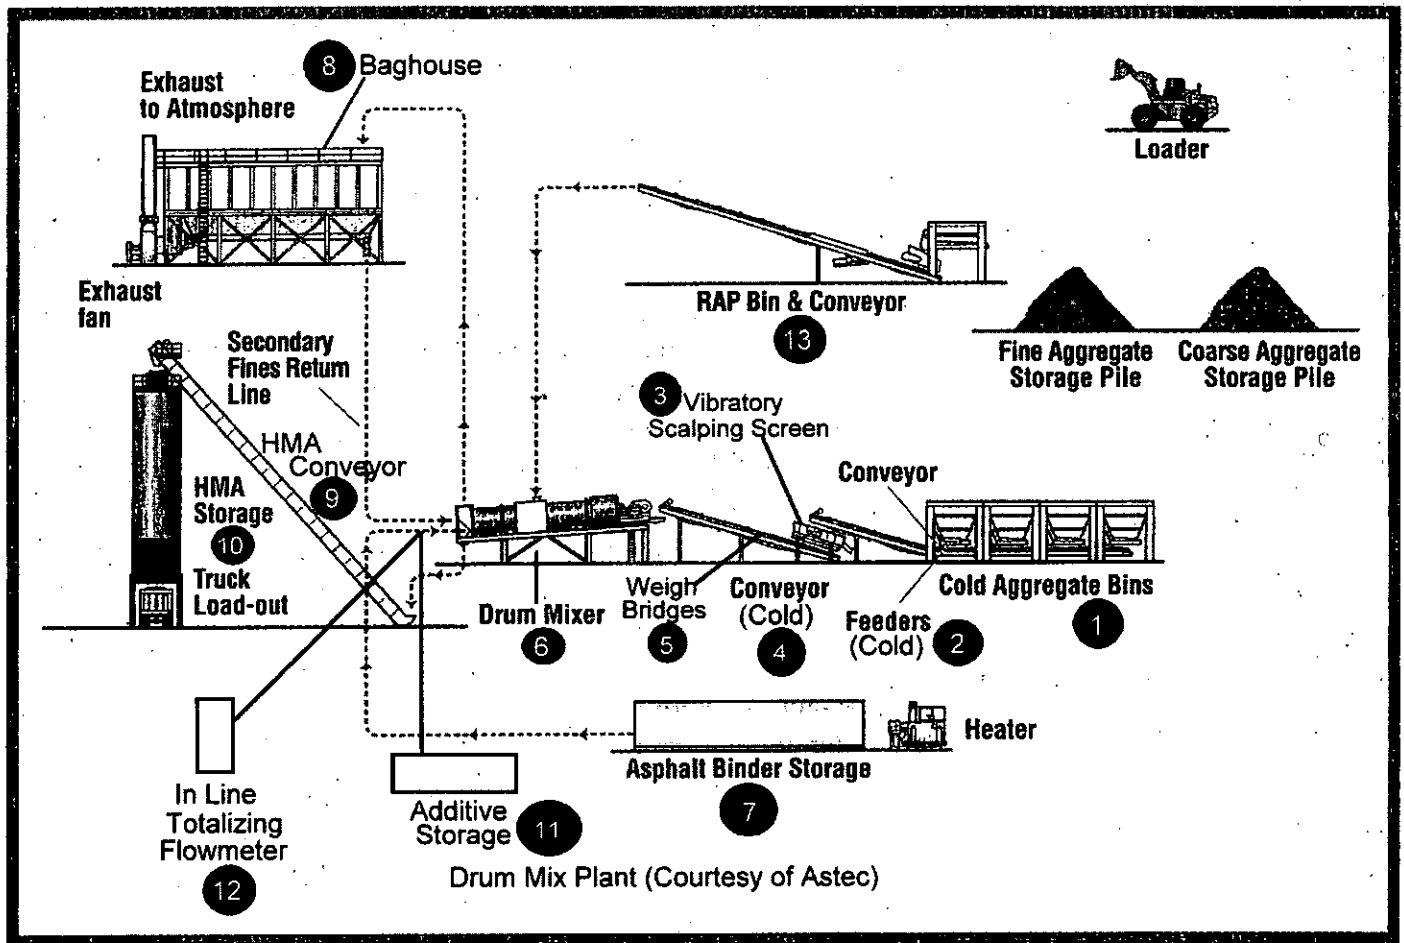 8 Baghouse
Exhaust
to Atmosphere
Loader
Exhaust
fan
RAP Bin & Conveyor
13
Fine Aggregate
Storage Pile
Coarse Aggregate
Storage Pile
Secondary
Fines Return
Line
3 Vibratory
Scalping Screen
HMA
Conveyor
9
Conveyor
HMA
Storage
10
Truck
Load-out
Drum Mixer
6
Weigh
Bridges
5
Conveyor
(Cold)
4
Feeders
(Cold) 2
Cold Aggregate Bins
1
Heater
Asphalt Binder Storage
7
In Line
Totalizing
Flowmeter
12
Additive
Storage 11
Drum Mix Plant (Courtesy of Astec)